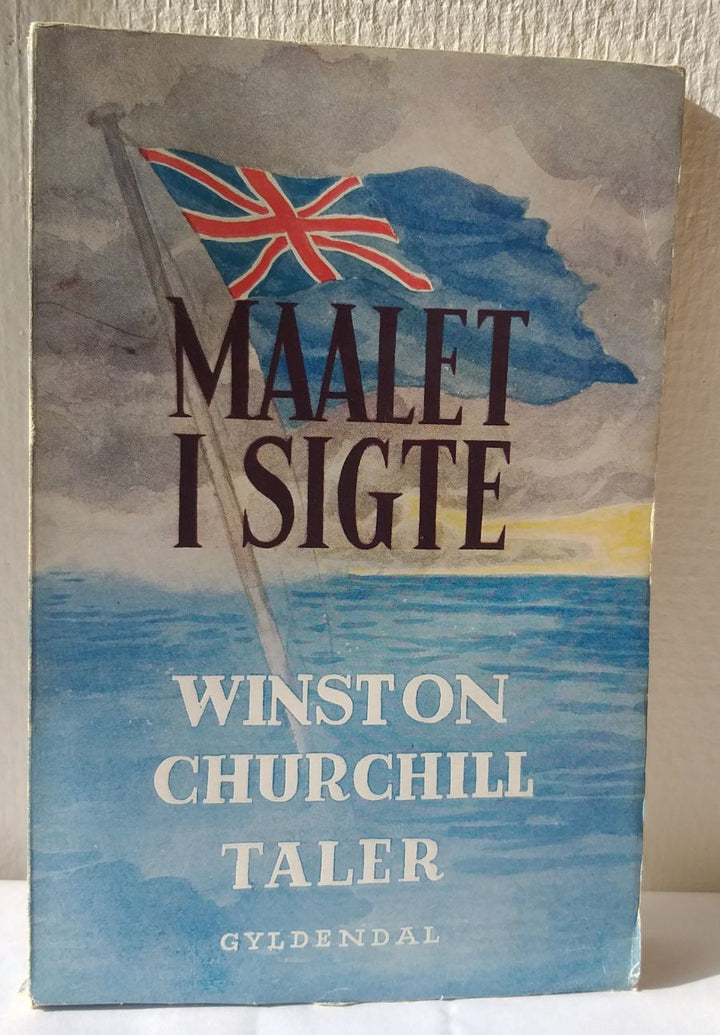 MAALET
I SIGTE
WINSTON
CHURCHILL
TALER
GYLDENDAL